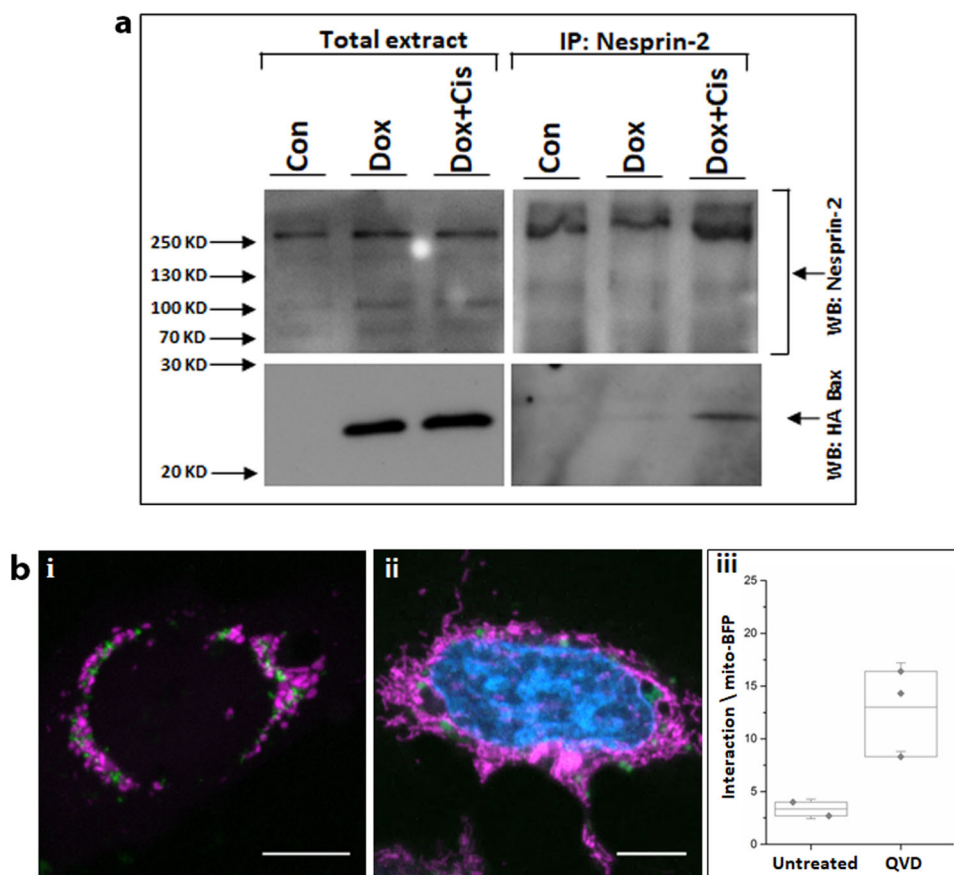 a
Total extract
IP: Nesprin-2
Con
Dox
Dox+Cis
Con
Dox
Dox+Cis
250 KD
130 KD
100 KD
70 KD
30 KD
20 KD
WB: Nesprin-2
WB: HA Bax
b
i
ii
iii
Interaction \ mito-BFP
25
20
15
10
5
0
Untreated
QVD